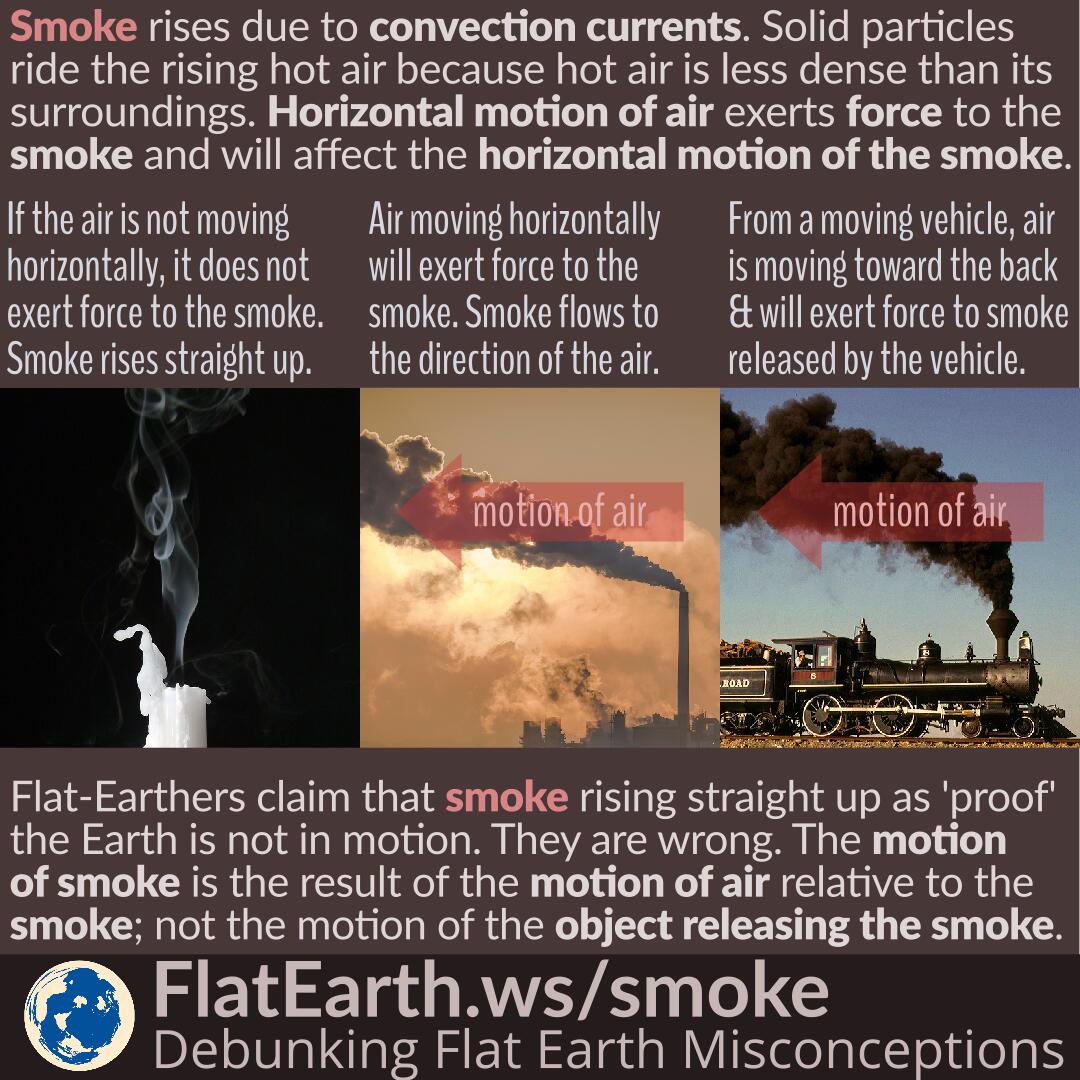 Smoke rises due to convection currents. Solid particles
ride the rising hot air because hot air is less dense than its
surroundings. Horizontal motion of air exerts force to the
smoke and will affect the horizontal motion of the smoke.
If the air is not moving
horizontally, it does not
exert force to the smoke.
Smoke rises straight up.
Air moving horizontally
will exert force to the
smoke. Smoke flows to
the direction of the air.
From a moving vehicle, air
is moving toward the back
& will exert force to smoke
released by the vehicle.
motion of air
motion of air
ROAD
Flat-Earthers claim that smoke rising straight up as 'proof'
the Earth is not in motion. They are wrong. The motion
of smoke is the result of the motion of air relative to the
smoke; not the motion of the object releasing the smoke.
FlatEarth.ws/smoke
Debunking Flat Earth Misconceptions